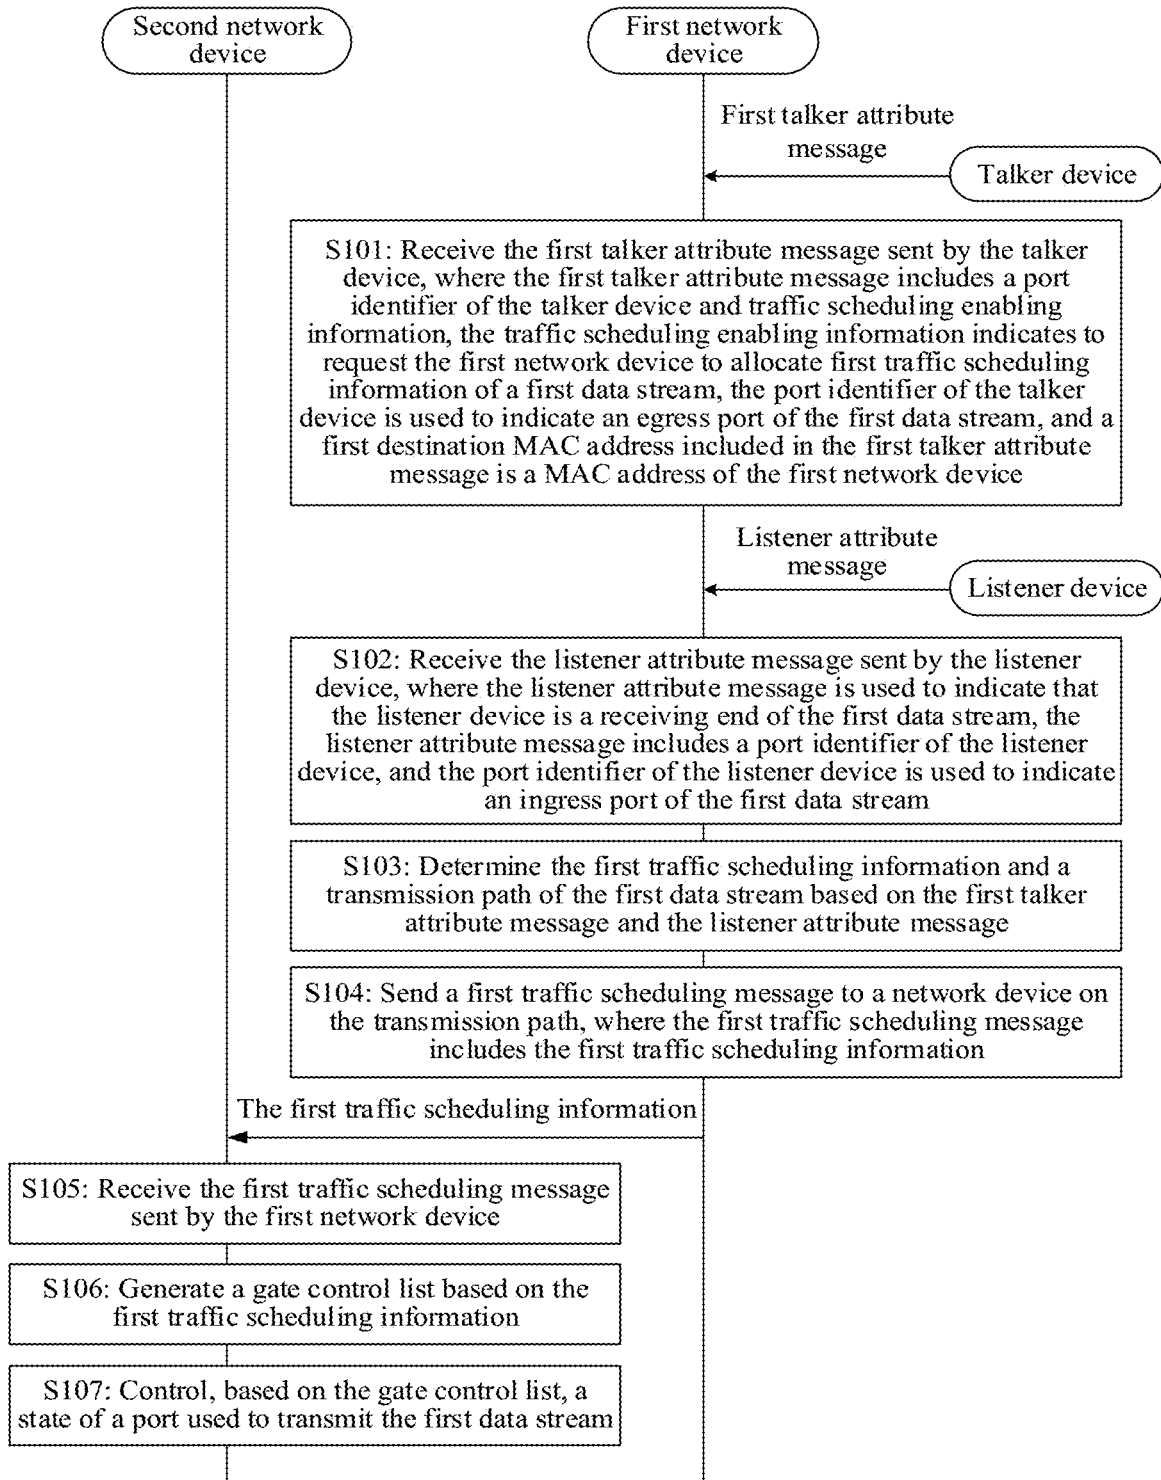 Second network
device
First network
device
First talker attribute
message
Talker device
S101: Receive the first talker attribute message sent by the talker
device, where the first talker attribute message includes a port
identifier of the talker device and traffic scheduling enabling
information, the traffic scheduling enabling information indicates to
request the first network device to allocate first traffic scheduling
information of a first data stream, the port identifier of the talker
device is used to indicate an egress port of the first data stream, and a
first destination MAC address included in the first talker attribute
message is a MAC address of the first network device
Listener attribute
message
Listener device
S102: Receive the listener attribute message sent by the listener
device, where the listener attribute message is used to indicate that
the listener device is a receiving end of the first data stream, the
listener attribute message includes a port identifier of the listener
device, and the port identifier of the listener device is used to indicate
an ingress port of the first data stream
S103: Determine the first traffic scheduling information and a
transmission path of the first data stream based on the first talker
attribute message and the listener attribute message
S104: Send a first traffic scheduling message to a network device on
the transmission path, where the first traffic scheduling message
includes the first traffic scheduling information
The first traffic scheduling information
S105: Receive the first traffic scheduling message
sent by the first network device
S106: Generate a gate control list based on the
first traffic scheduling information
S107: Control, based on the gate control list, a
state of a port used to transmit the first data stream